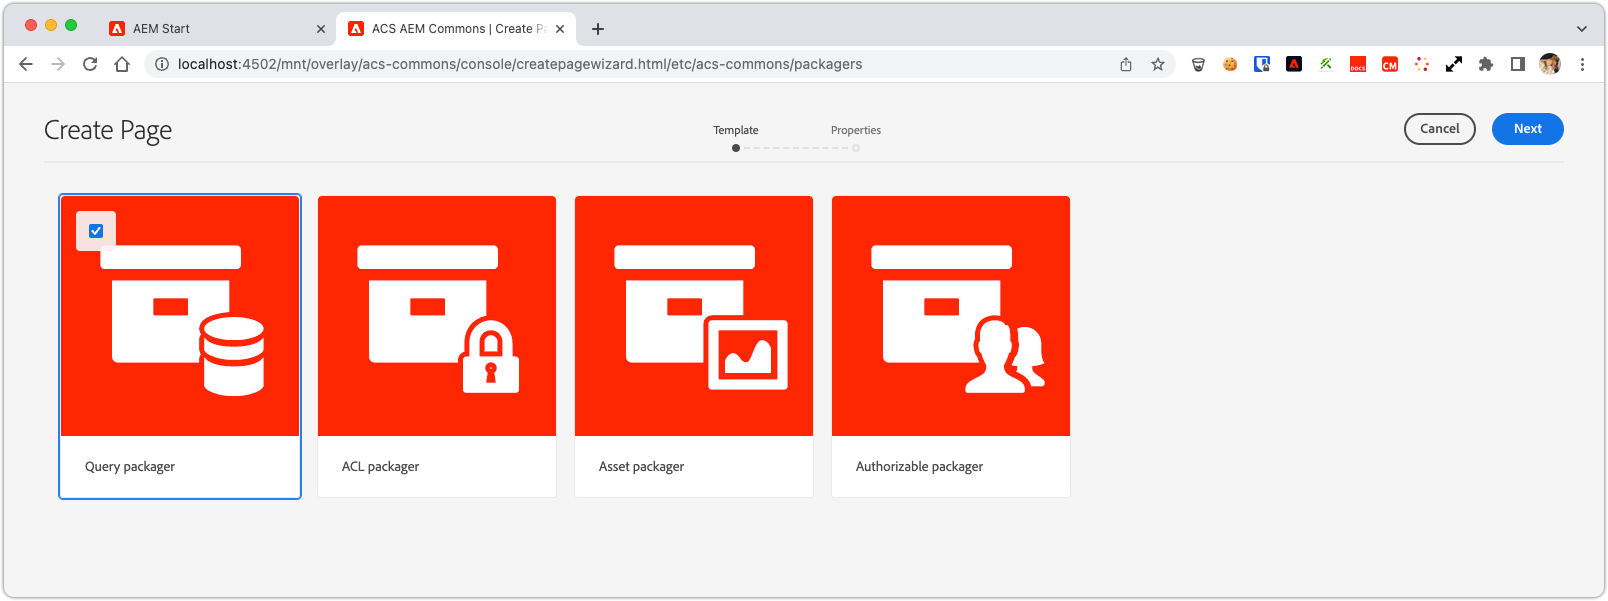 AEM Start
ACS AEM Commons | Create P
localhost:4502/mnt/overlay/acs-commons/console/createpagewizard.html/etc/acs-commons/packagers
DOCS
CM
Create Page
Template
Properties
Cancel
Next
Query packager
ACL packager
Asset packager
Authorizable packager